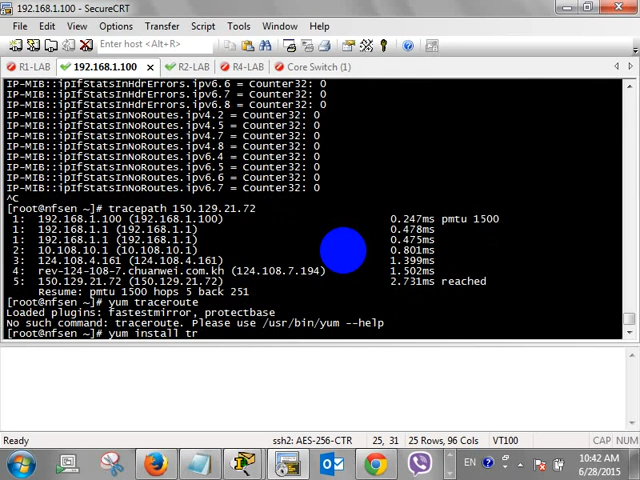 192.168.1.100 - SecureCRT
File Edit View Options Transfer Script Tools Window Help
Enter host <Alt+R>
R1-LAB 192.168.1.100 R2-LAB R4-LAB Core Switch (1)
IP-MIB::ipIfStatsInHdrErrors.ipv6.6 = Counter32: 0
IP-MIB::ipIfStatsInHdrErrors.ipv6.7 = Counter32: 0
IP-MIB::ipIfStatsInHdrErrors.ipv6.8 = Counter32: 0
IP-MIB::ipIfStatsInNoRoutes.ipv4.2 = Counter32: 0
IP-MIB::ipIfStatsInNoRoutes.ipv4.5 = Counter32: 0
IP-MIB::ipIfStatsInNoRoutes.ipv4.7 = Counter32: 0
IP-MIB::ipIfStatsInNoRoutes.ipv4.8 = Counter32: 0
IP-MIB::ipIfStatsInNoRoutes.ipv6.4 = Counter32: 0
IP-MIB::ipIfStatsInNoRoutes.ipv6.5 = Counter32: 0
IP-MIB::ipIfStatsInNoRoutes.ipv6.6 = Counter32: 0
IP-MIB::ipIfStatsInNoRoutes.ipv6.7 = Counter32: 0
^C
[root@nfsen ~]# tracepath 150.129.21.72
1: 192.168.1.100 (192.168.1.100) 0.247ms pmtu 1500
1: 192.168.1.1 (192.168.1.1) 0.478ms
1: 192.168.1.1 (192.168.1.1) 0.475ms
2: 10.108.10.1 (10.108.10.1) 0.801ms
3: 124.108.4.161 (124.108.4.161) 1.399ms
4: rev-124-108-7.chuanwei.com.kh (124.108.7.194) 1.502ms
5: 150.129.21.72 (150.129.21.72) 2.731ms reached
Resume: pmtu 1500 hops 5 back 251
[root@nfsen ~]# yum traceroute
Loaded plugins: fastestmirror, protectbase
No such command: traceroute. Please use /usr/bin/yum --help
[root@nfsen ~]# yum install tr
Ready ssh2: AES-256-CTR 25, 31 25 Rows, 96 Cols VT100 CAP NUM
EN 10:42 AM
6/28/2015